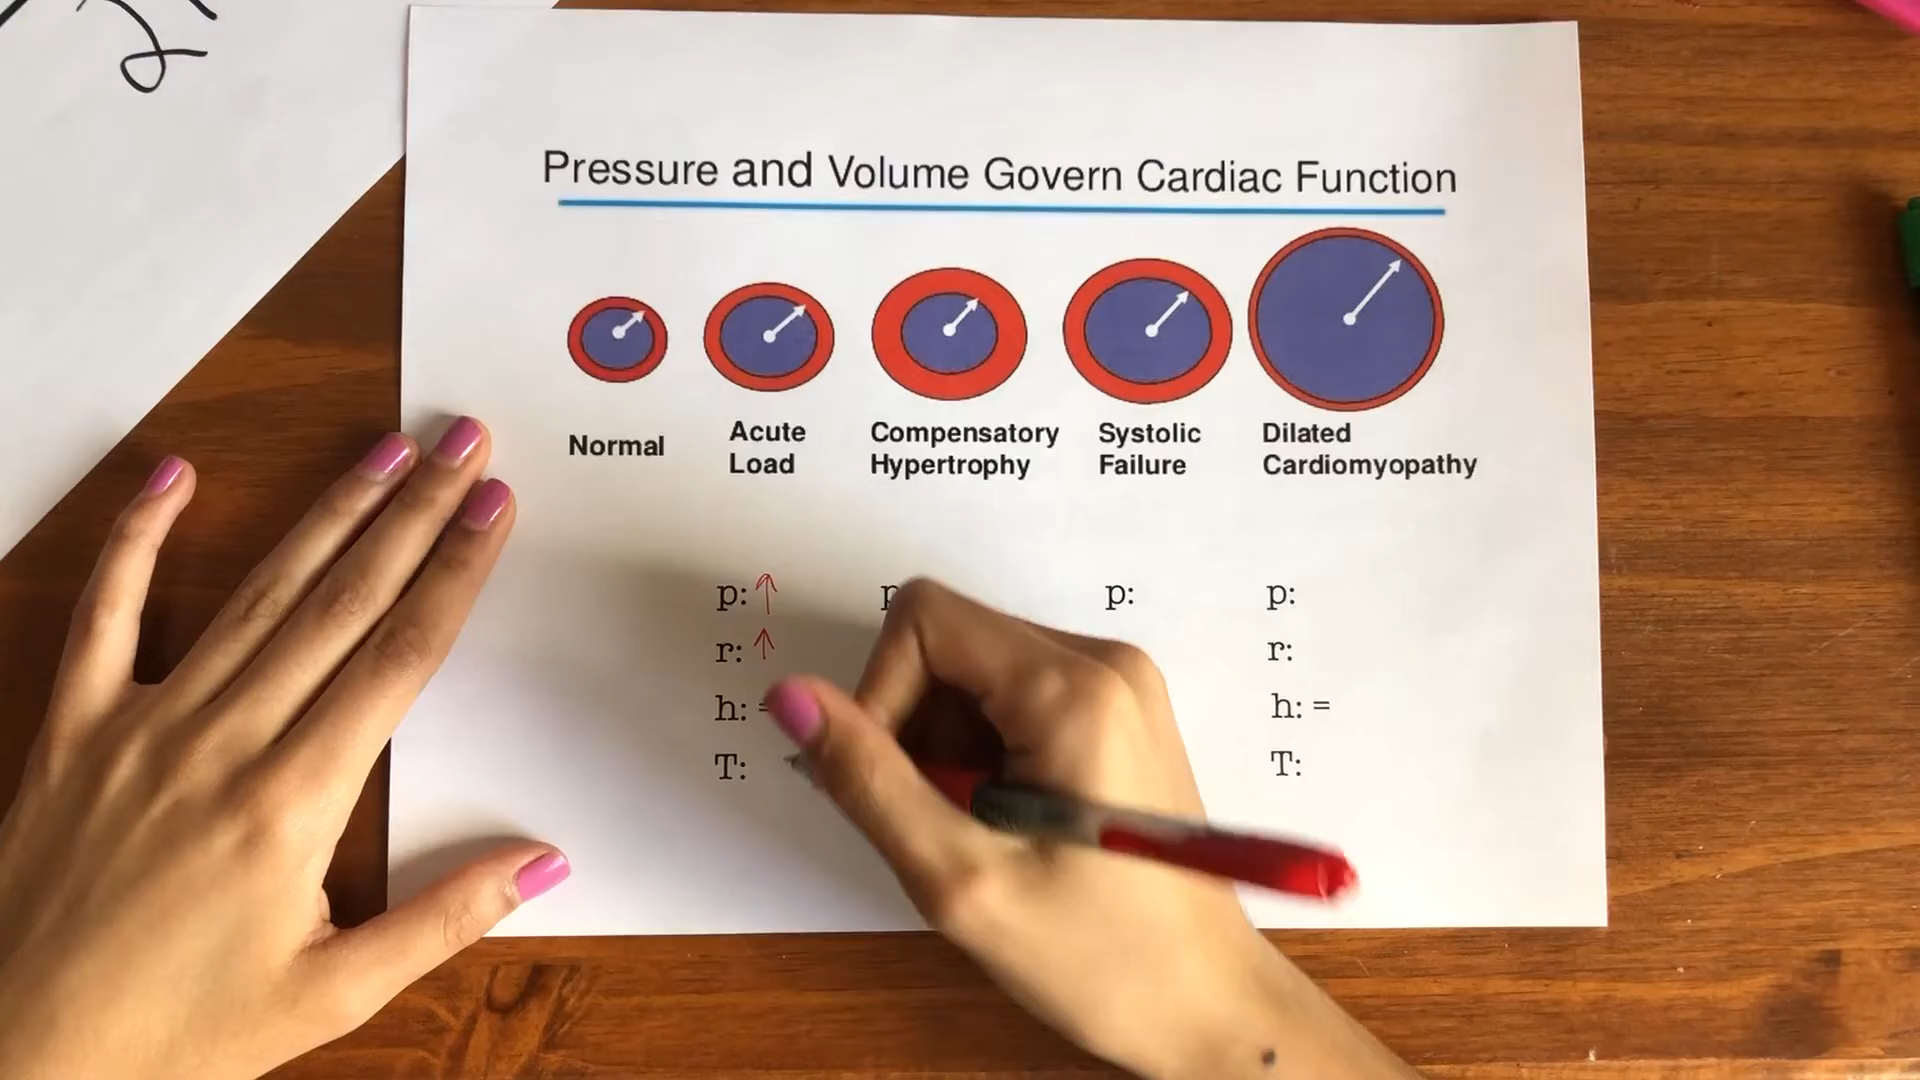 Pressure and Volume Govern Cardiac Function
Normal
Acute
Load
Compensatory
Hypertrophy
Systolic
Failure
Dilated
Cardiomyopathy
p: ↑
r: ↑
h: =
T:
p
p:
p:
r:
h: =
T: